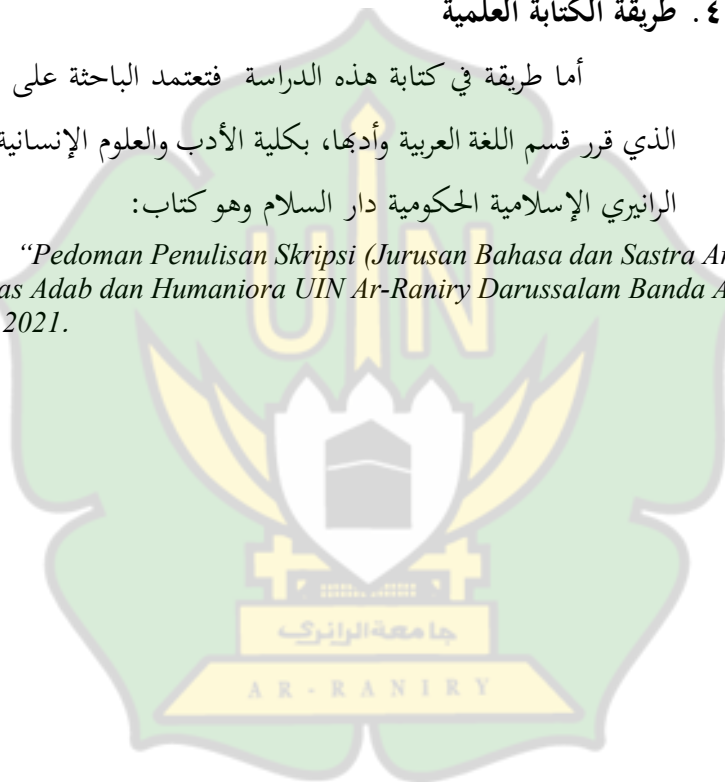 ٤. طريقة الكتابة العلمية
أما طريقة في كتابة هذه الدراسة فتعتمد الباحثة على
الذي قرر قسم اللغة العربية وأدبها، بكلية الأدب والعلوم الإنسانية
الرانيري الإسلامية الحكومية دار السلام وهو كتاب:
“Pedoman Penulisan Skripsi (Jurusan Bahasa dan Sastra
Adab dan Humaniora UIN Ar-Raniry Darussalam Banda
2021.
UIN
جامعة الرانري
AR-RANIRY